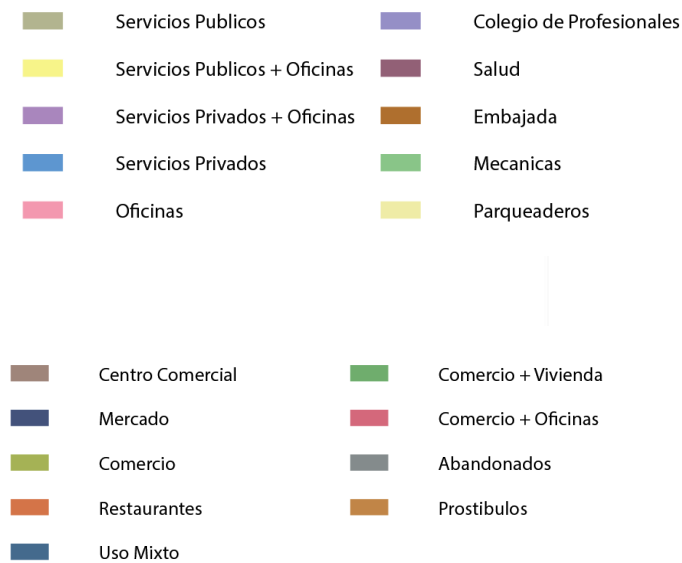 Servicios Publicos
Servicios Publicos + Oficinas
Servicios Privados + Oficinas
Servicios Privados
Oficinas
Colegio de Profesionales
Salud
Embajada
Mecanicas
Parqueaderos
Centro Comercial
Mercado
Comercio
Restaurantes
Uso Mixto
Comercio + Vivienda
Comercio + Oficinas
Abandonados
Prostibulos